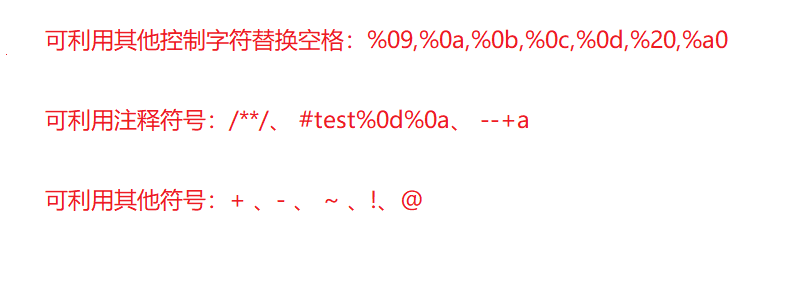 可利用其他控制字符替换空格：%09,%0a,%0b,%0c,%0d,%20,%a0
可利用注释符号：/**/、 #test%0d%0a、 --+a
可利用其他符号：+ 、- 、 ~ 、!、@